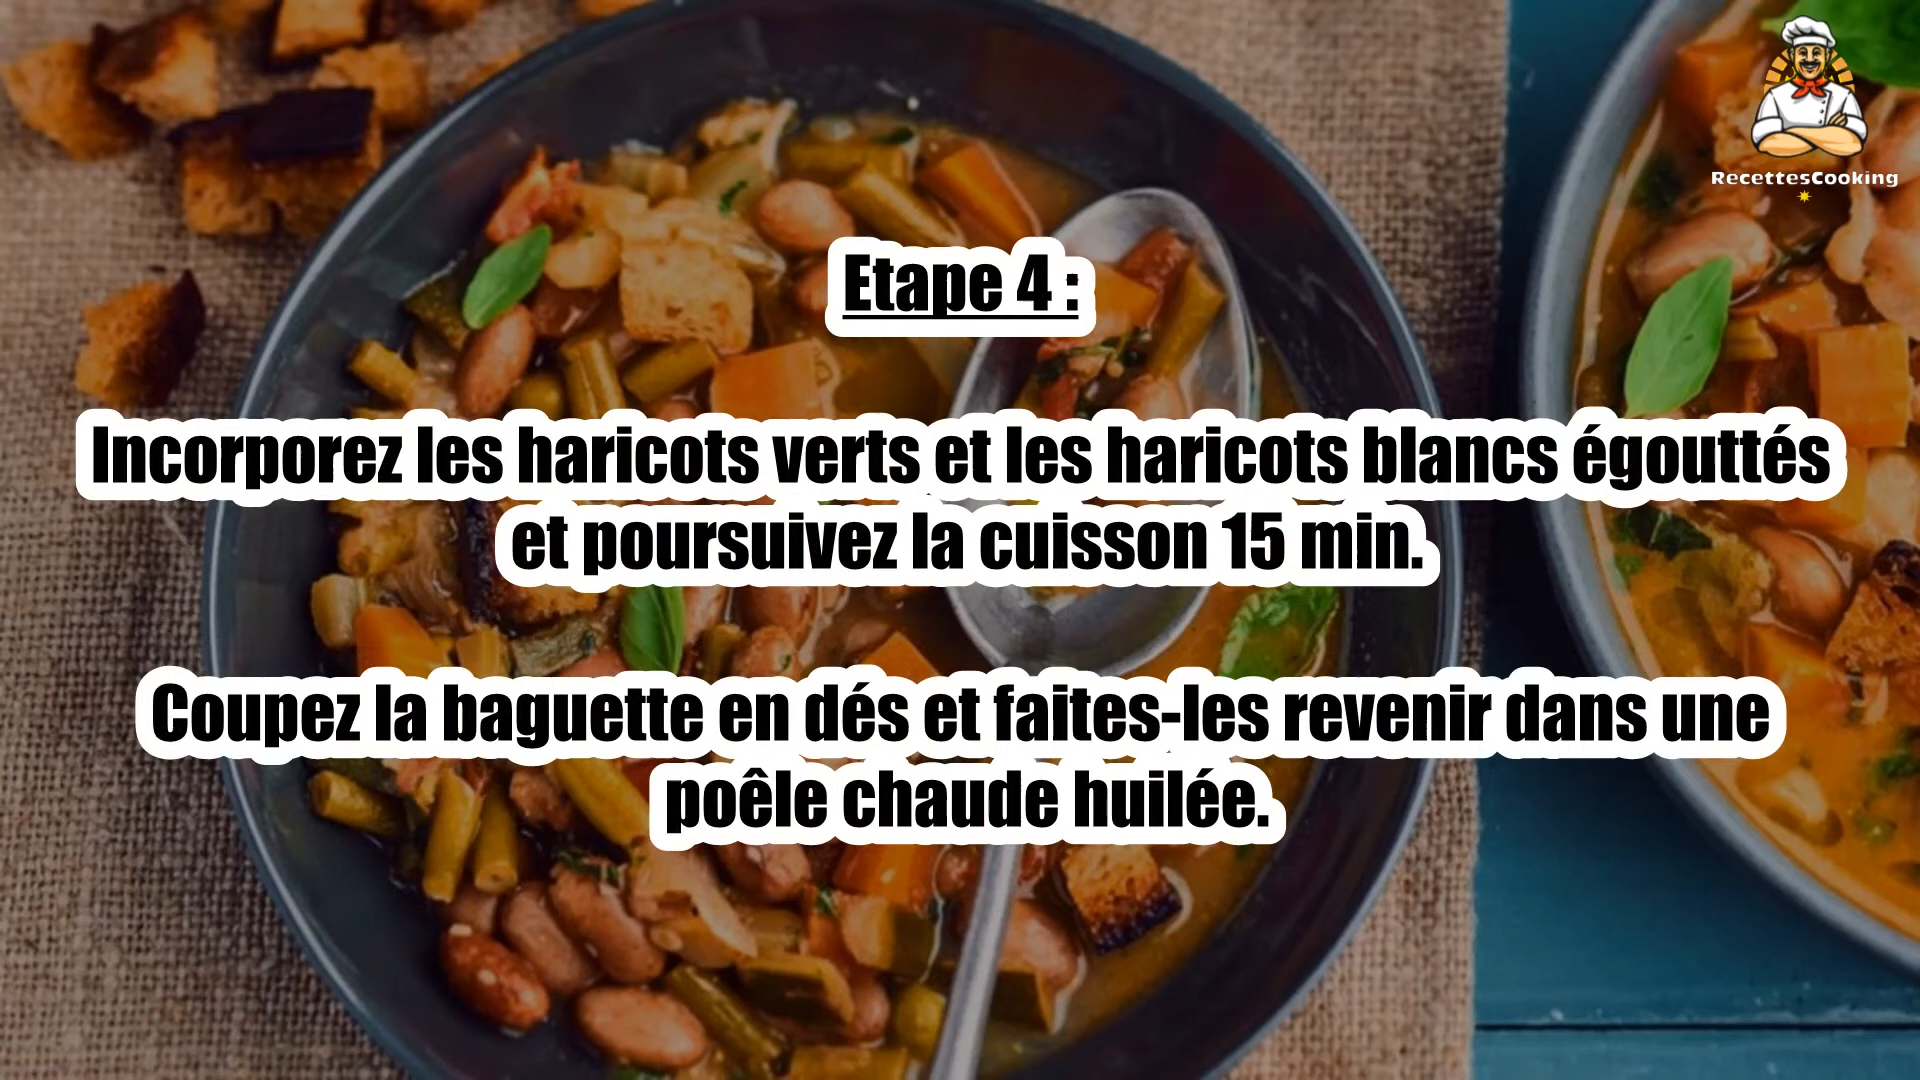 RecettesCooking
Etape 4 :
Incorporez les haricots verts et les haricots blancs égouttés
et poursuivez la cuisson 15 min.
Coupez la baguette en dés et faites-les revenir dans une
poêle chaude huilée.